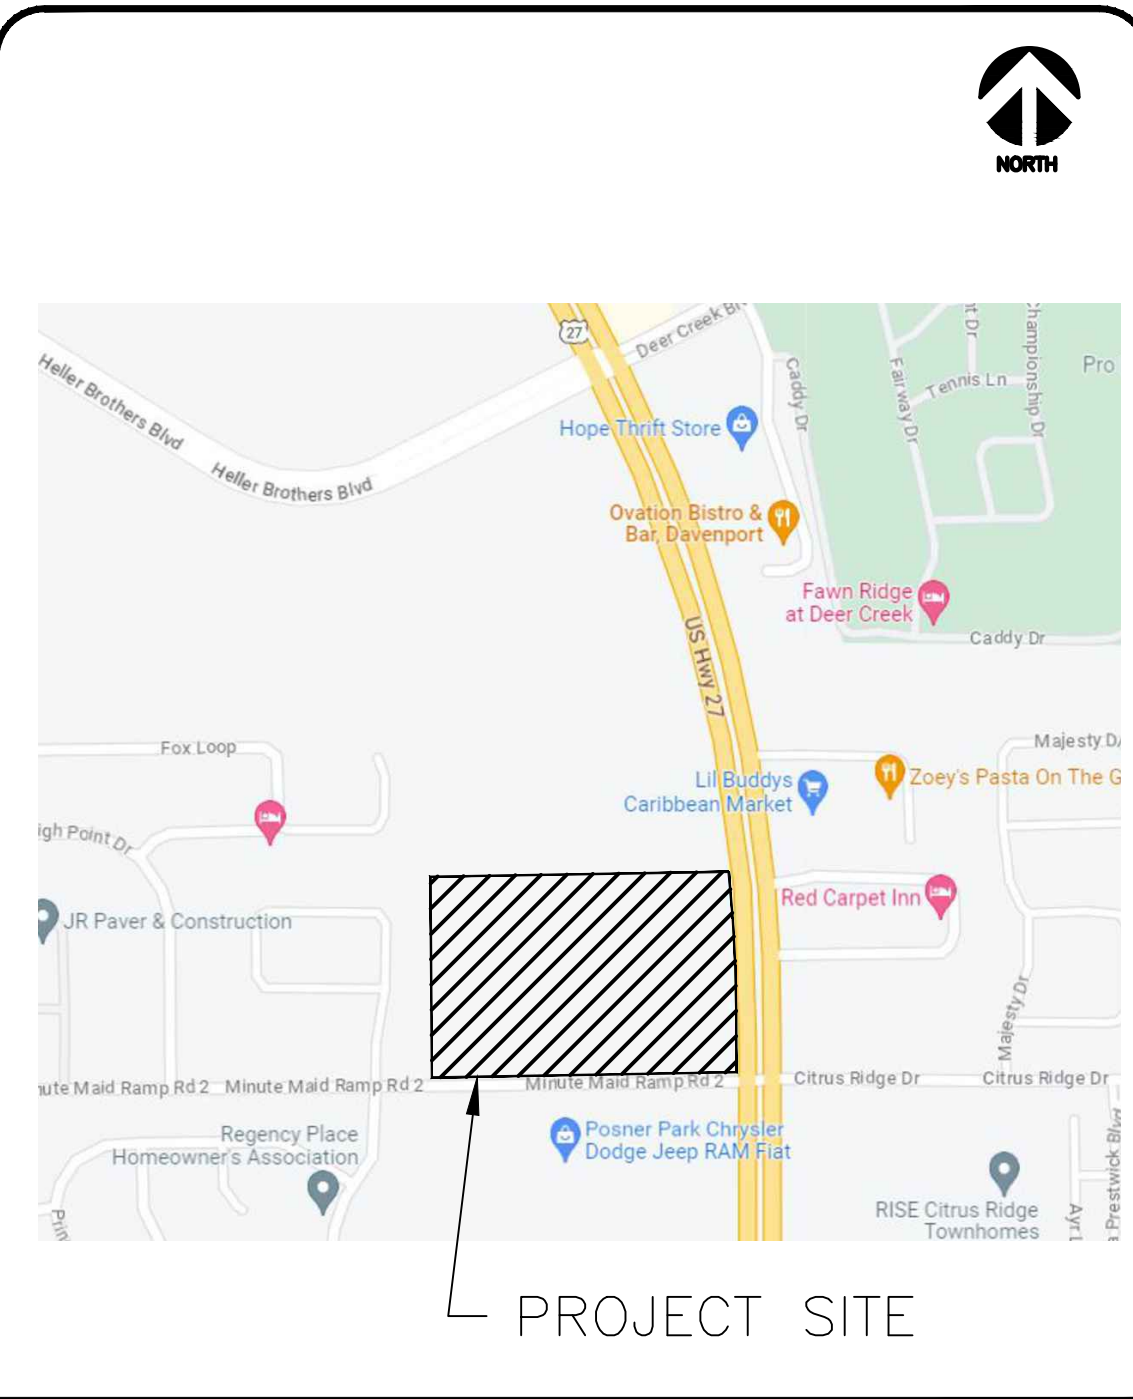 NORTH
27
Deer Creek Bl
Heller Brothers Blvd
Heller Brothers Blvd
Caddy Dr
Fairway Dr
Tennis Ln
t Dr
Championship Dr
Pro
Hope Thrift Store
Ovation Bistro &
Bar, Davenport
Fawn Ridge
at Deer Creek
Caddy Dr
US Hwy 27
Fox Loop
Majesty D
Lil Buddys
Caribbean Market
Zoey's Pasta On The G
igh Point Dr
JR Paver & Construction
Red Carpet Inn
Majesty Dr
nute Maid Ramp Rd 2
Minute Maid Ramp Rd 2
Minute Maid Ramp Rd 2
Citrus Ridge Dr
Citrus Ridge Dr
Regency Place
Homeowner's Association
Posner Park Chrysler
Dodge Jeep RAM Fiat
RISE Citrus Ridge
Townhomes
Prin
Ayr L
a Prestwick Blvd
PROJECT SITE